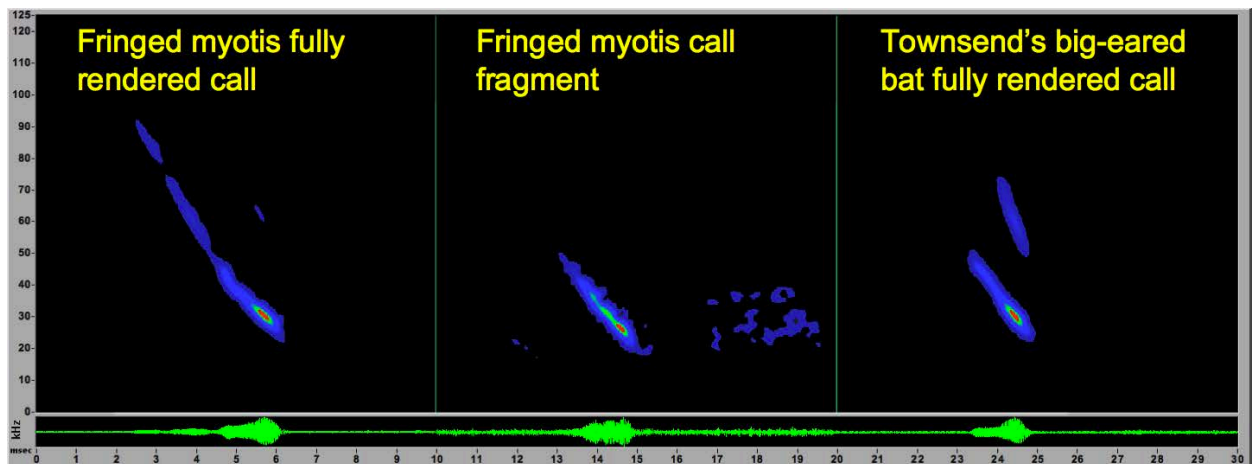 Fringed myotis fully
rendered call
Fringed myotis call
fragment
Townsend’s big-eared
bat fully rendered call
125-
120-
110-
100-
90-
80-
70-
60-
50-
40-
30-
20-
10-
0-
kHz
msec 0 1 2 3 4 5 6 7 8 9 10 11 12 13 14 15 16 17 18 19 20 21 22 23 24 25 26 27 28 29 30